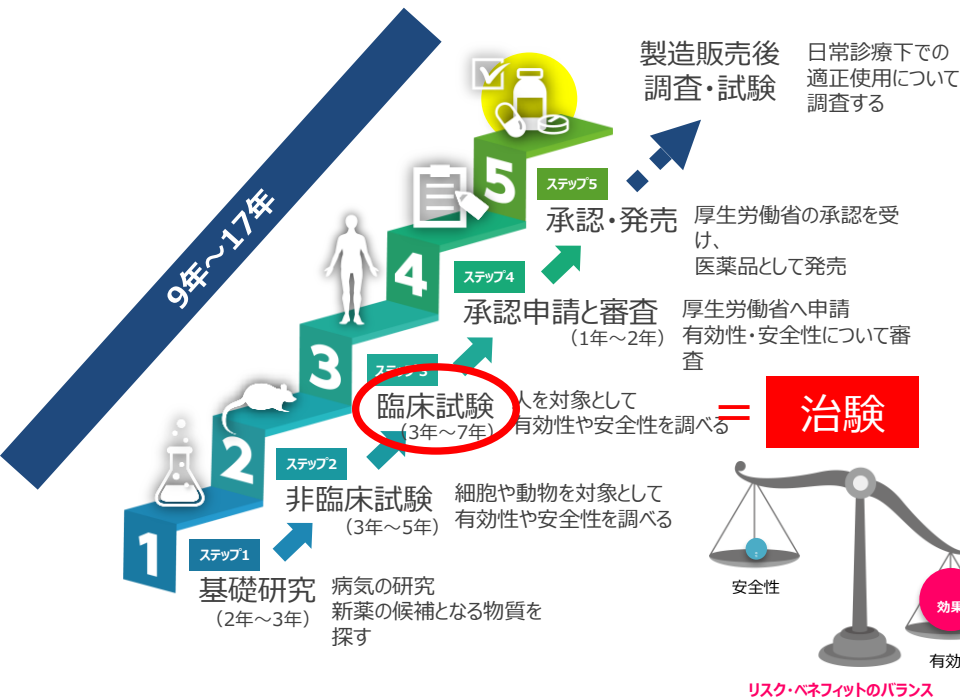 製造販売後
調査・試験
日常診療下での
適正使用について
調査する
9年～17年
5
ステップ5
承認・発売
厚生労働省の承認を受
け、
医薬品として発売
4
ステップ4
承認申請と審査
（1年～2年）
厚生労働省へ申請
有効性・安全性について審
査
3
ステップ3
臨床試験
（3年～7年）
人を対象として
有効性や安全性を調べる
＝
治験
2
ステップ2
非臨床試験
（3年～5年）
細胞や動物を対象として
有効性や安全性を調べる
1
ステップ1
基礎研究
（2年～3年）
病気の研究
新薬の候補となる物質を
探す
安全性
効果
有効
リスク・ベネフィットのバランス